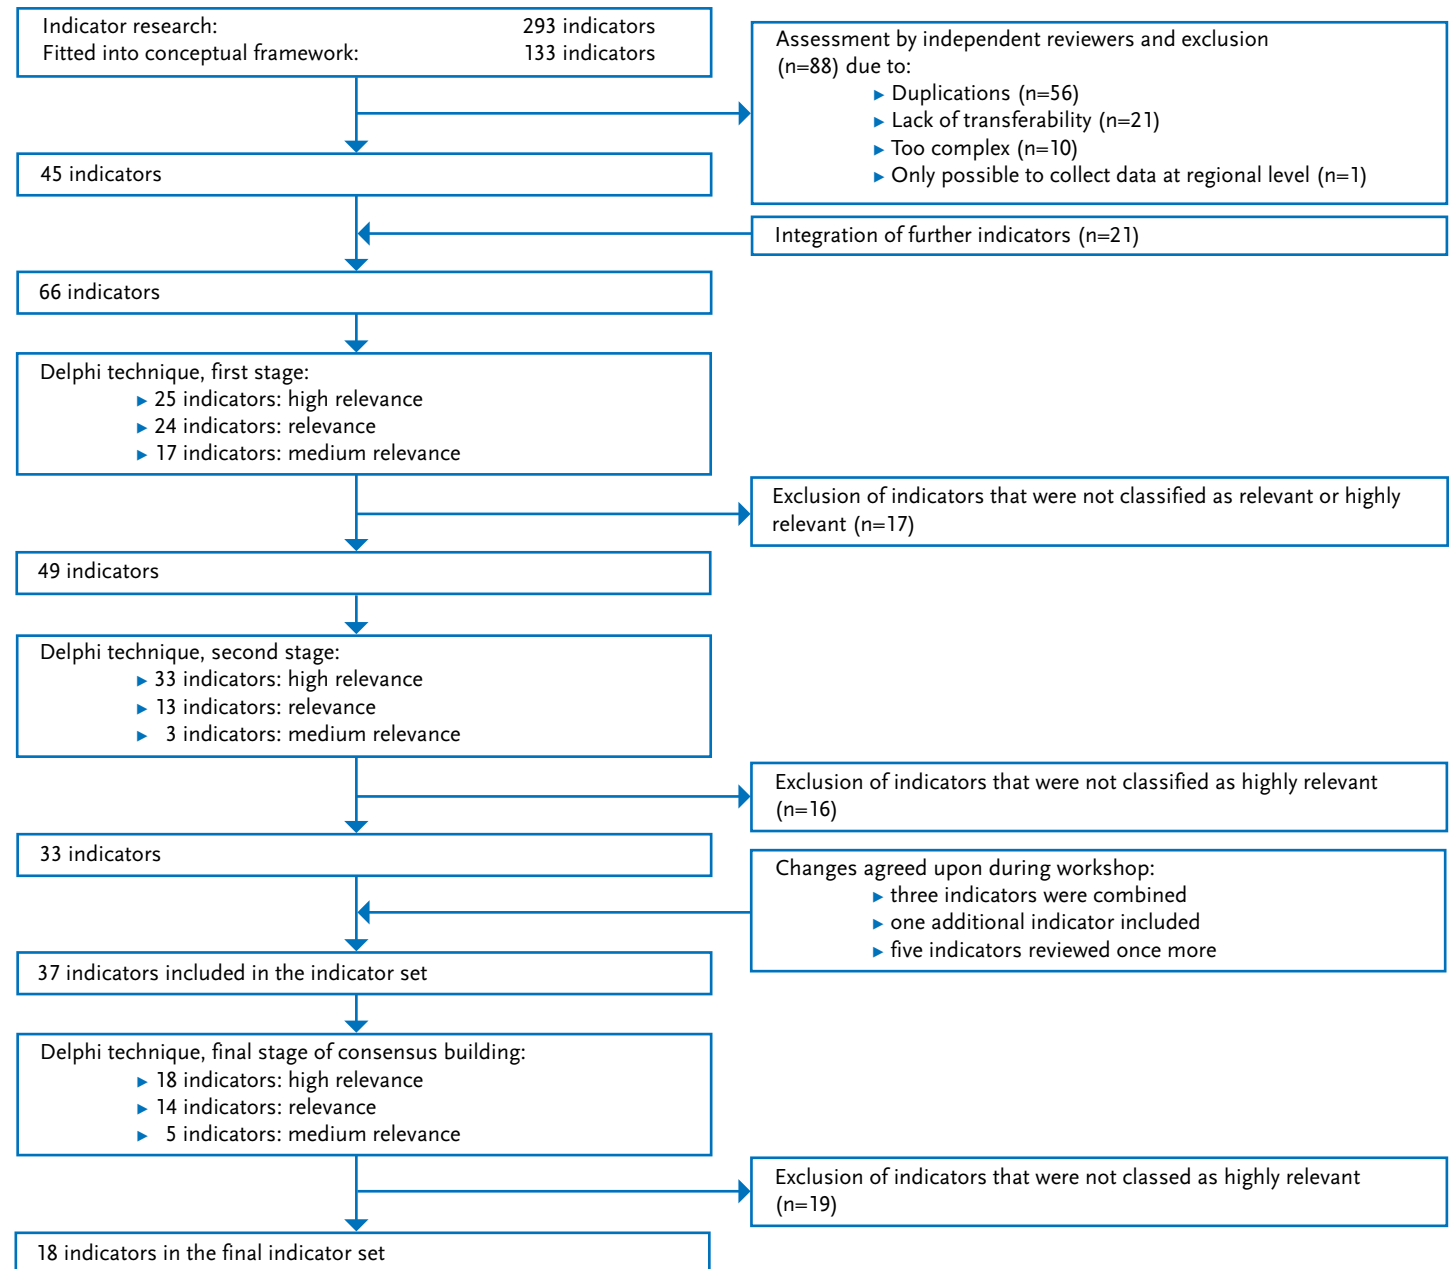 Indicator research: 293 indicators
Fitted into conceptual framework: 133 indicators
Assessment by independent reviewers and exclusion
(n=88) due to:
▶ Duplications (n=56)
▶ Lack of transferability (n=21)
▶ Too complex (n=10)
▶ Only possible to collect data at regional level (n=1)
45 indicators
Integration of further indicators (n=21)
66 indicators
Delphi technique, first stage:
▶ 25 indicators: high relevance
▶ 24 indicators: relevance
▶ 17 indicators: medium relevance
Exclusion of indicators that were not classified as relevant or highly
relevant (n=17)
49 indicators
Delphi technique, second stage:
▶ 33 indicators: high relevance
▶ 13 indicators: relevance
▶ 3 indicators: medium relevance
Exclusion of indicators that were not classified as highly relevant
(n=16)
33 indicators
Changes agreed upon during workshop:
▶ three indicators were combined
▶ one additional indicator included
▶ five indicators reviewed once more
37 indicators included in the indicator set
Delphi technique, final stage of consensus building:
▶ 18 indicators: high relevance
▶ 14 indicators: relevance
▶ 5 indicators: medium relevance
Exclusion of indicators that were not classed as highly relevant
(n=19)
18 indicators in the final indicator set